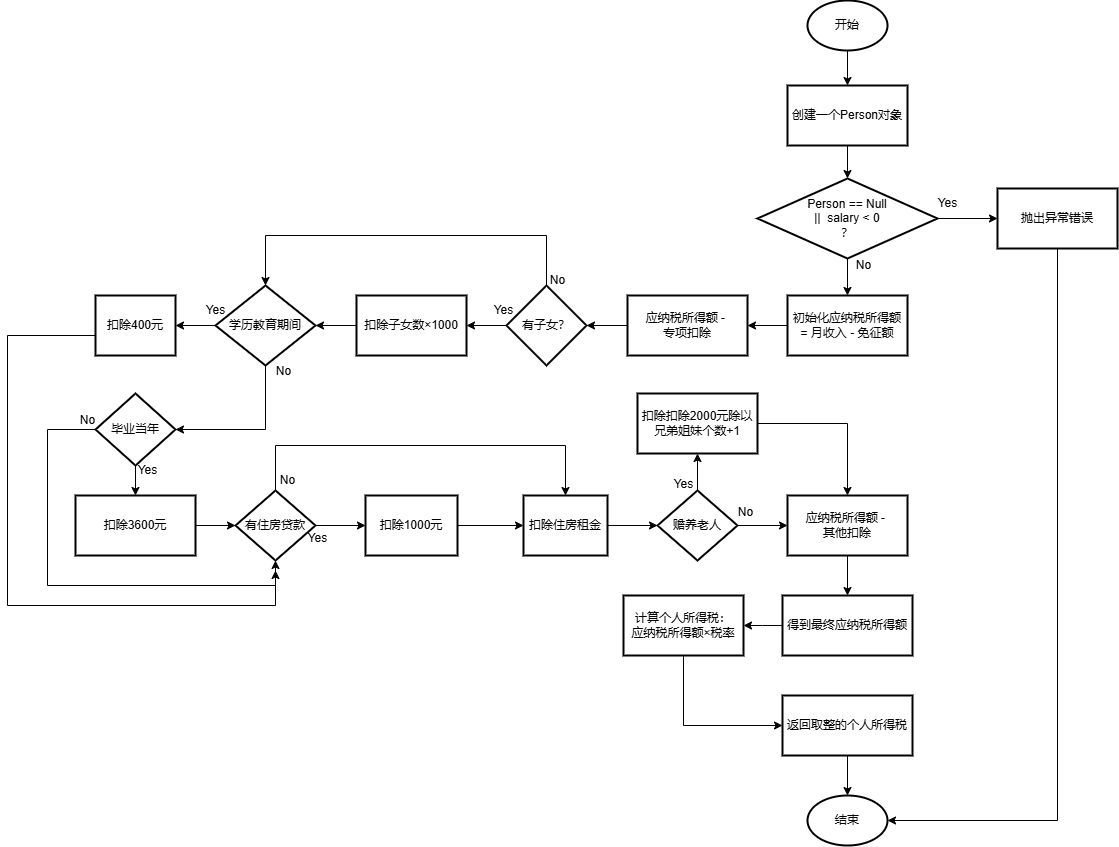 开始
创建一个Person对象
Person == Null
|| salary < 0
？
Yes
抛出异常错误
No
初始化应纳税所得额
= 月收入 - 免征额
应纳税所得额 -
专项扣除
有子女？
No
Yes
扣除子女数×1000
学历教育期间
Yes
扣除400元
No
毕业当年
No
Yes
扣除3600元
有住房贷款
No
Yes
扣除1000元
扣除住房租金
赡养老人
Yes
扣除扣除2000元除以
兄弟姐妹个数+1
No
应纳税所得额 -
其他扣除
得到最终应纳税所得额
计算个人所得税：
应纳税所得额×税率
返回取整的个人所得税
结束